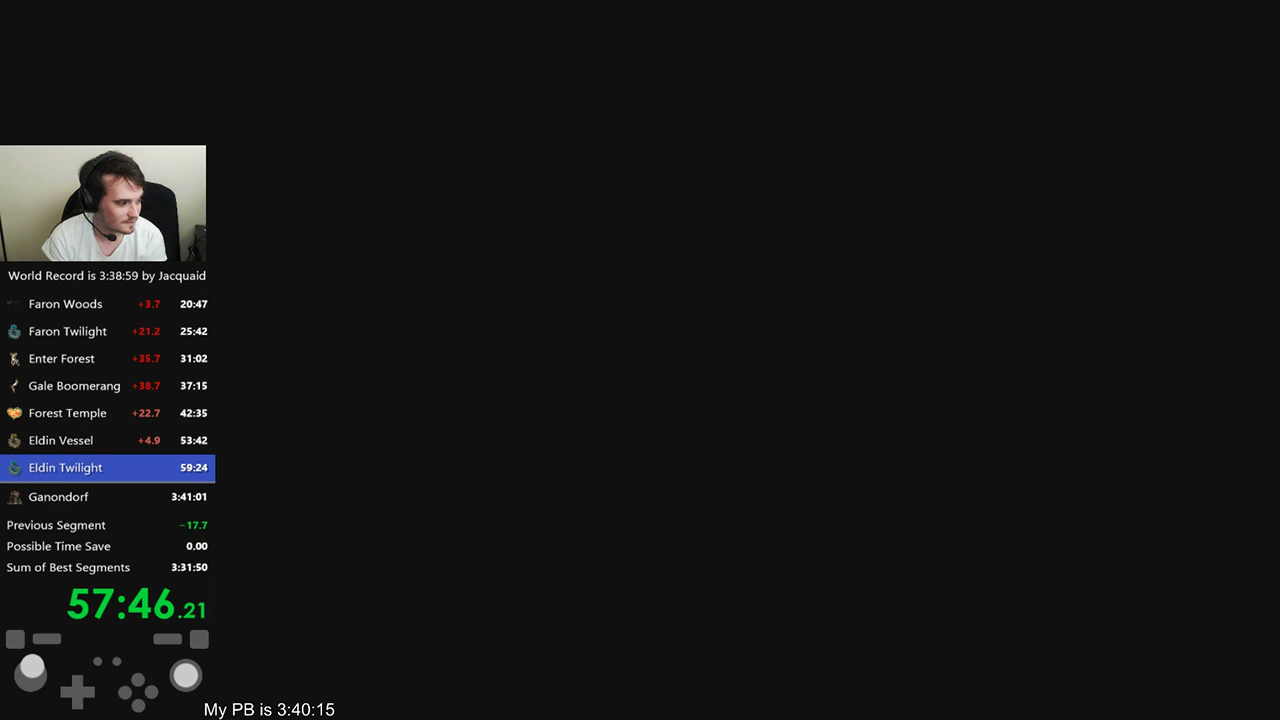 World Record is 3:38:59 by Jacquaid
Faron Woods +3.7 20:47
Faron Twilight +21.2 25:42
Enter Forest +35.7 31:02
Gale Boomerang +38.7 37:15
Forest Temple +22.7 42:35
Eldin Vessel +4.9 53:42
Eldin Twilight 59:24
Ganondorf 3:41:01
Previous Segment −17.7
Possible Time Save 0.00
Sum of Best Segments 3:31:50
57:46.21
My PB is 3:40:15